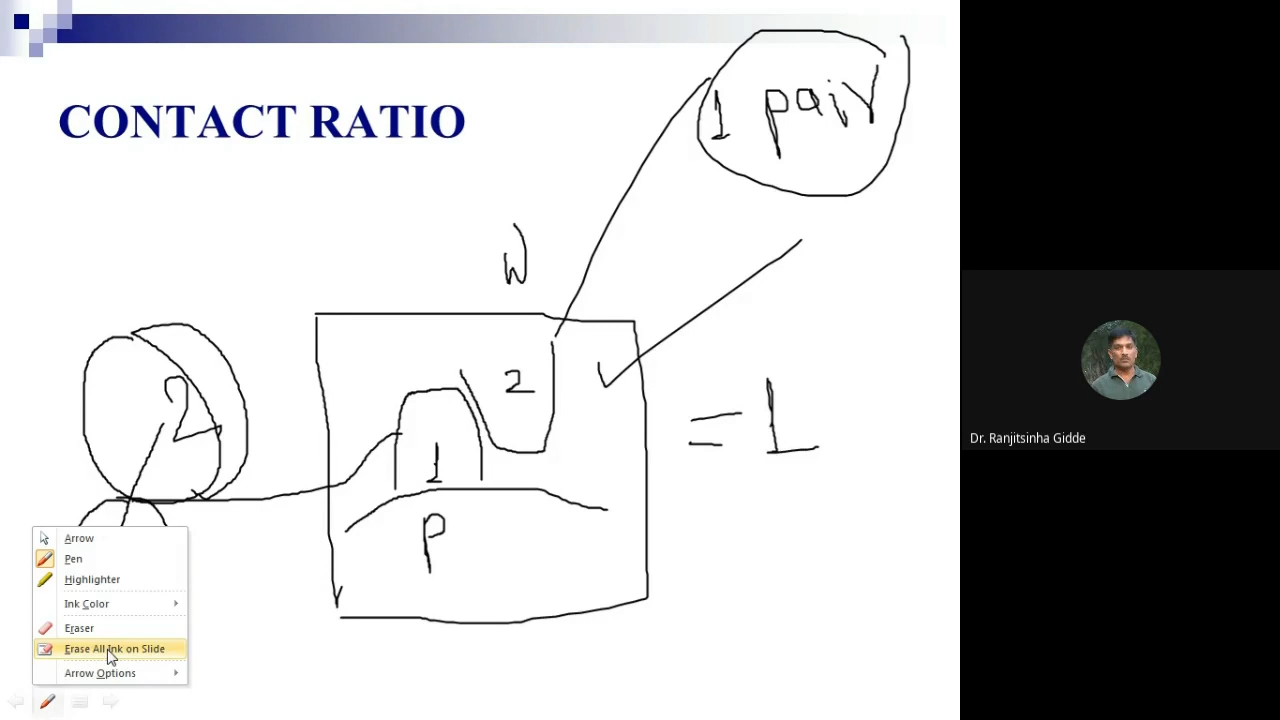 CONTACT RATIO
1 pair
W
2
2
1
= 1
P
Arrow
Pen
Highlighter
Ink Color
Eraser
Erase All Ink on Slide
Arrow Options
Dr. Ranjitsinha Gidde